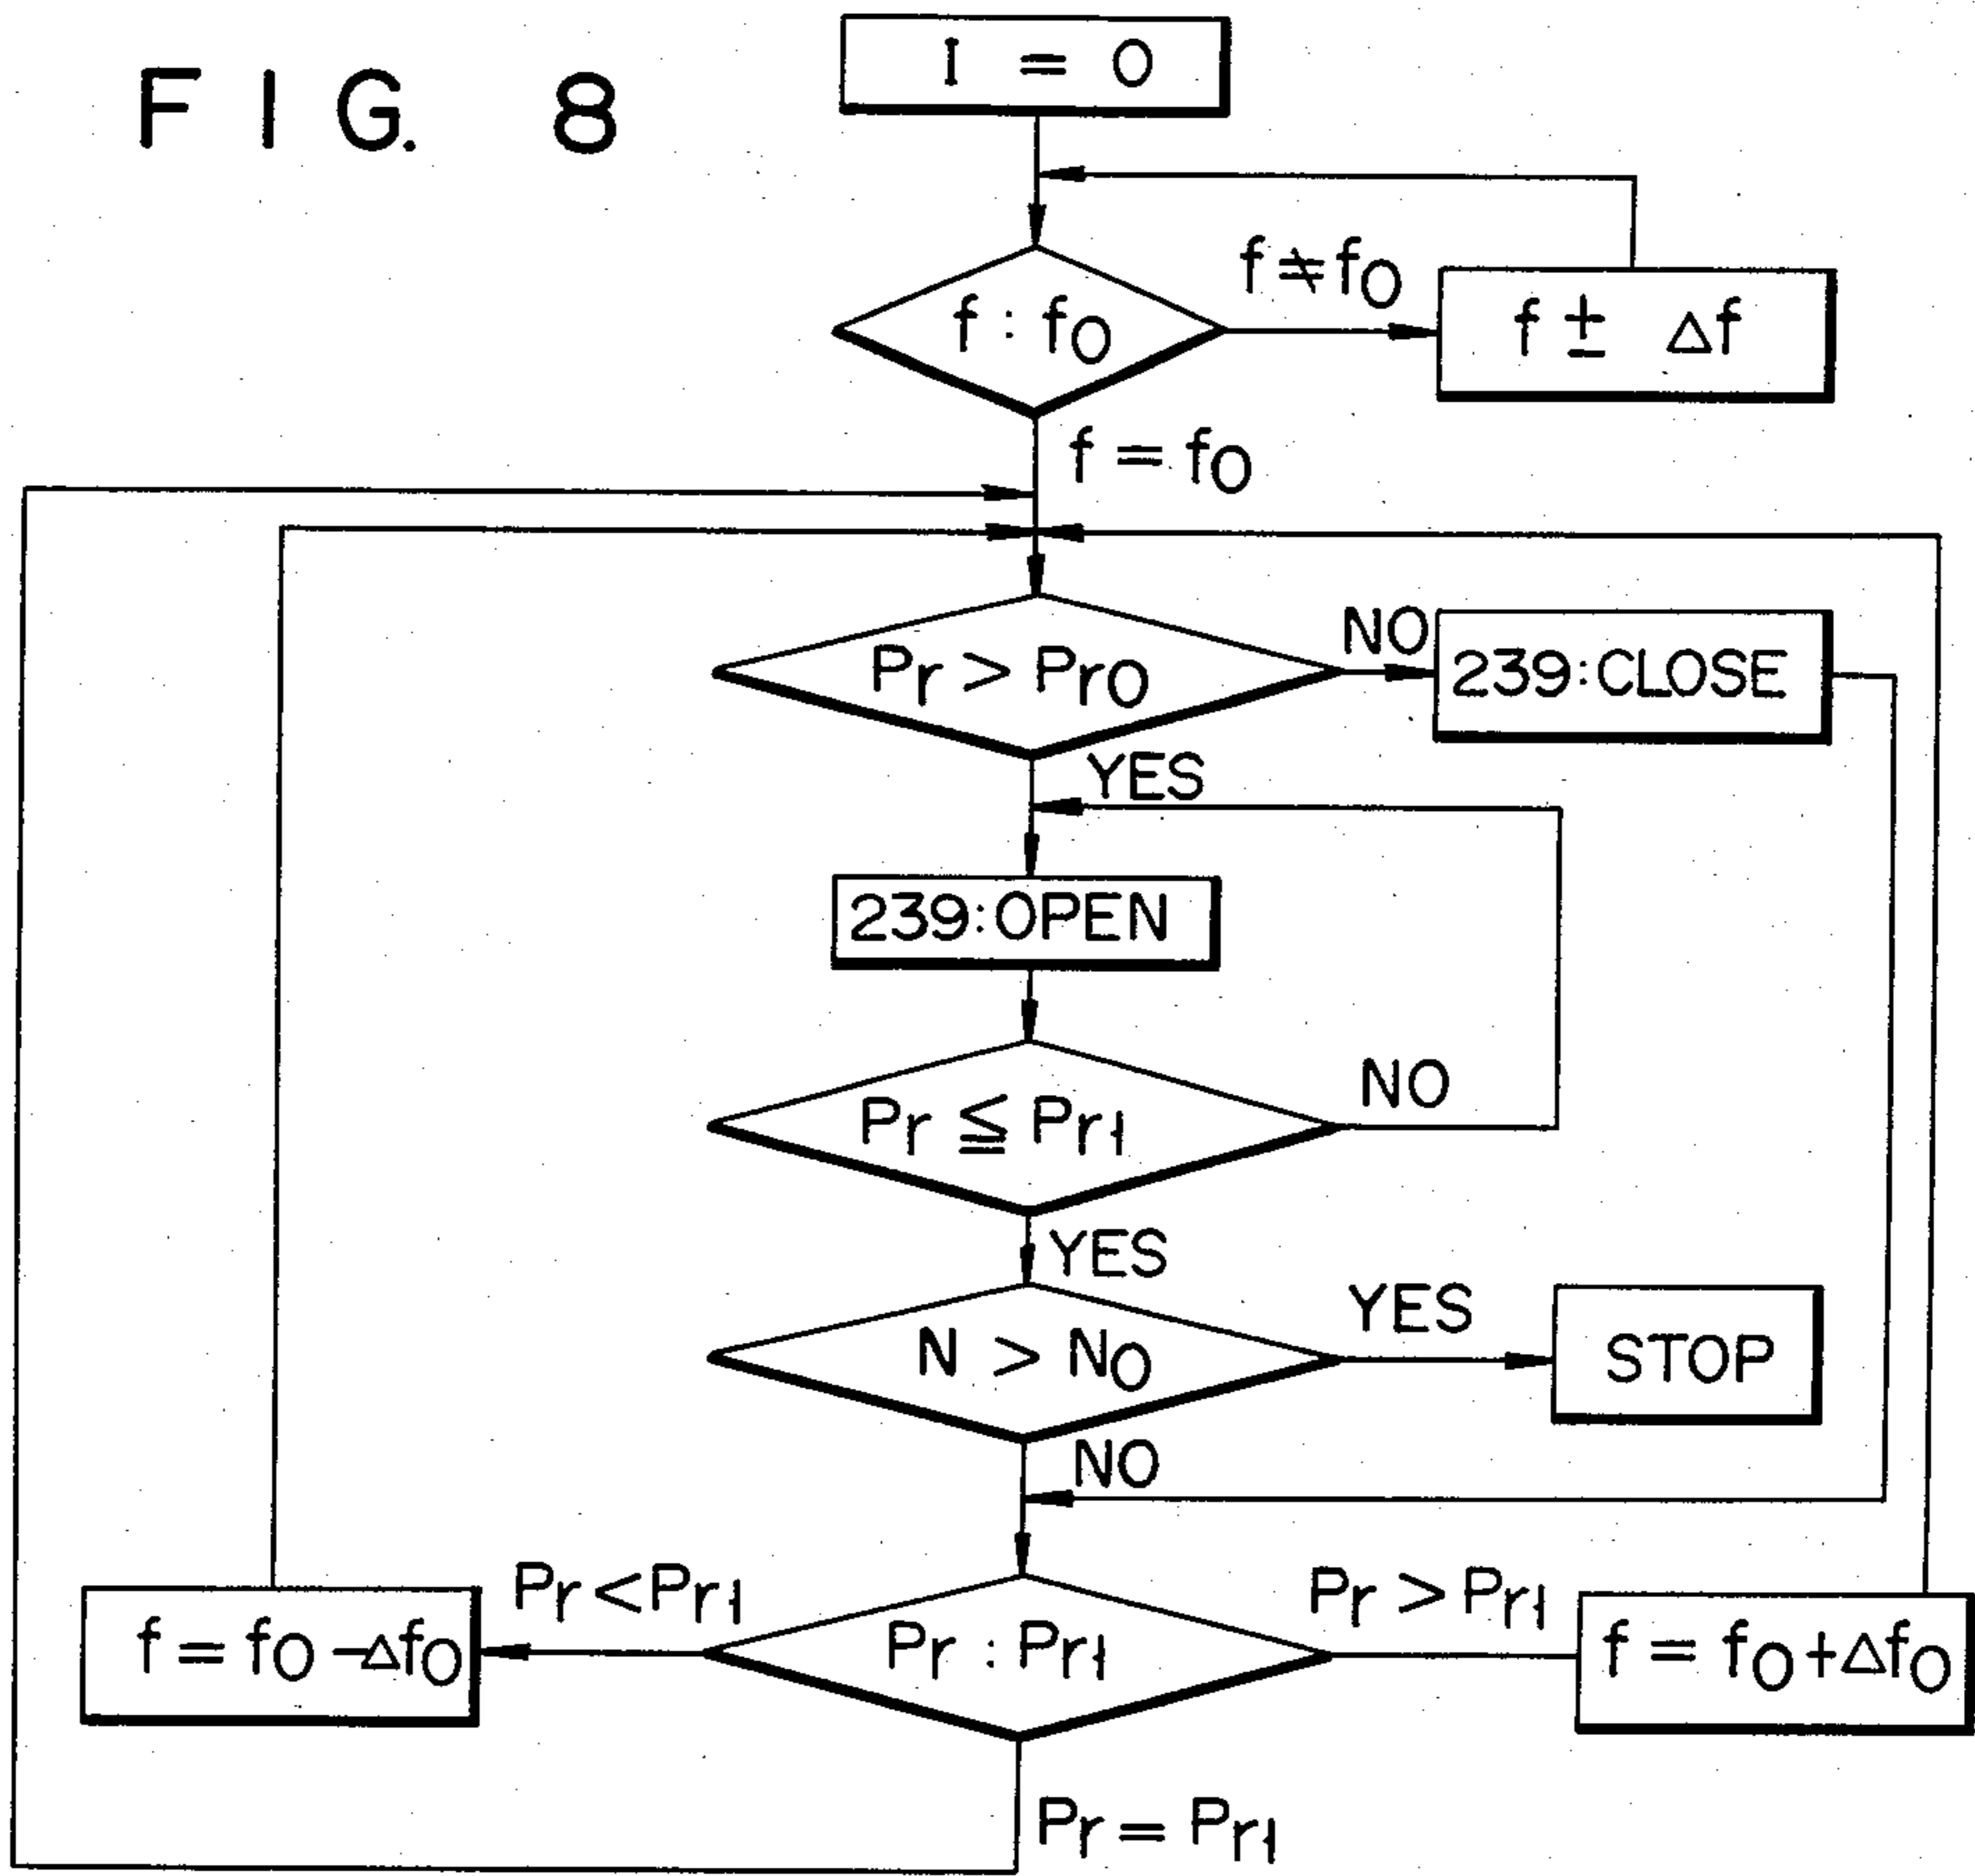 FIG. 8
I = 0
f : f0
f ≠ f0
f ± Δf
f = f0
Pr > Pr0
NO
239:CLOSE
YES
239:OPEN
Pr ≦ Pr1
NO
YES
N > N0
YES
STOP
NO
Pr < Pr1
Pr > Pr1
f = f0 -Δf0
Pr : Pr1
f = f0+Δf0
Pr = Pr1